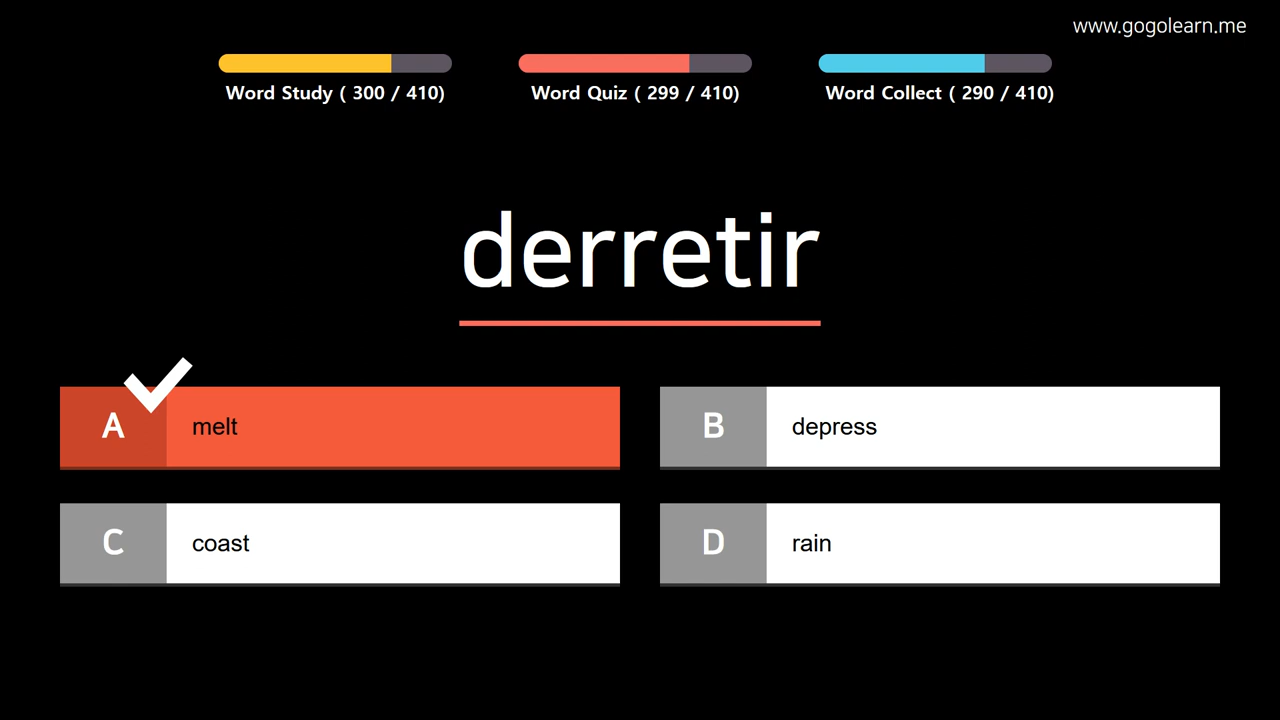 www.gogolearn.me
Word Study ( 300 / 410)
Word Quiz ( 299 / 410)
Word Collect ( 290 / 410)
derretir
A melt
B depress
C coast
D rain